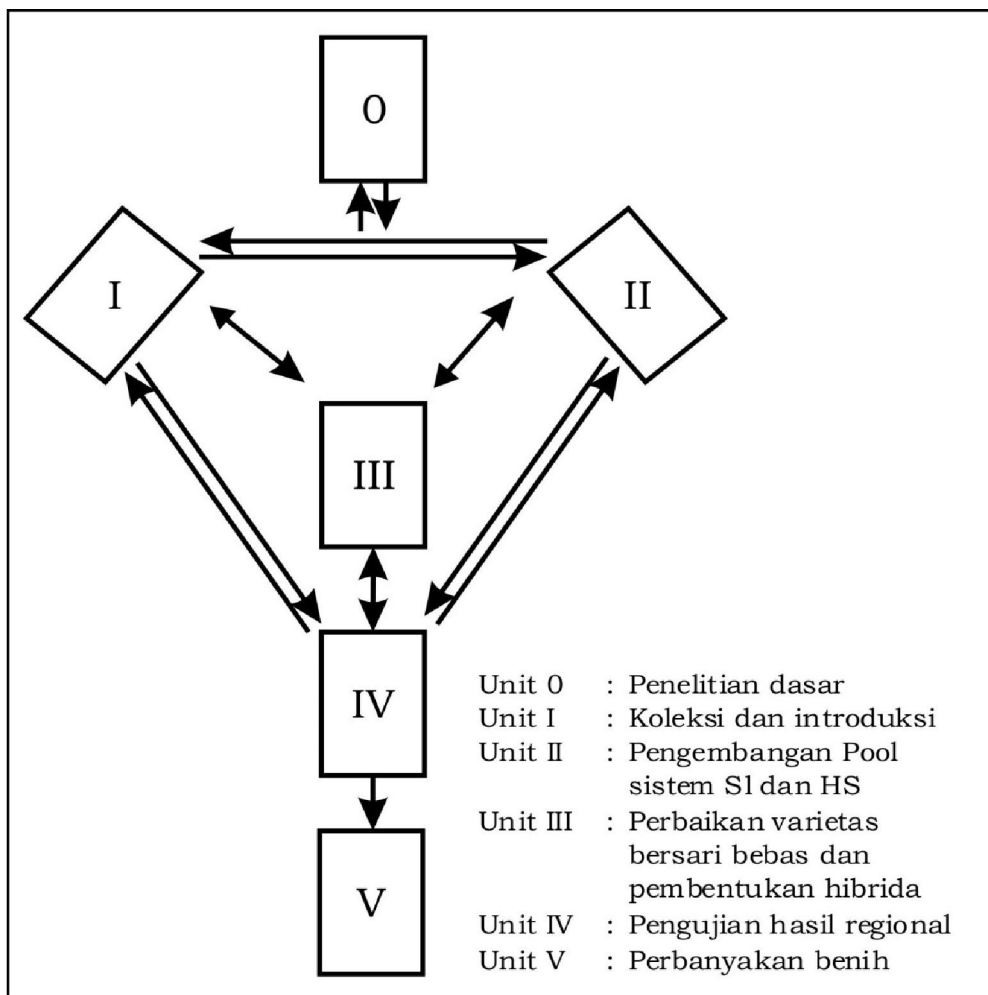 0
I
II
III
IV
V
Unit 0 : Penelitian dasar
Unit I : Koleksi dan introduksi
Unit II : Pengembangan Pool
sistem Sl dan HS
Unit III : Perbaikan varietas
bersari bebas dan
pembentukan hibrida
Unit IV : Pengujian hasil regional
Unit V : Perbanyakan benih